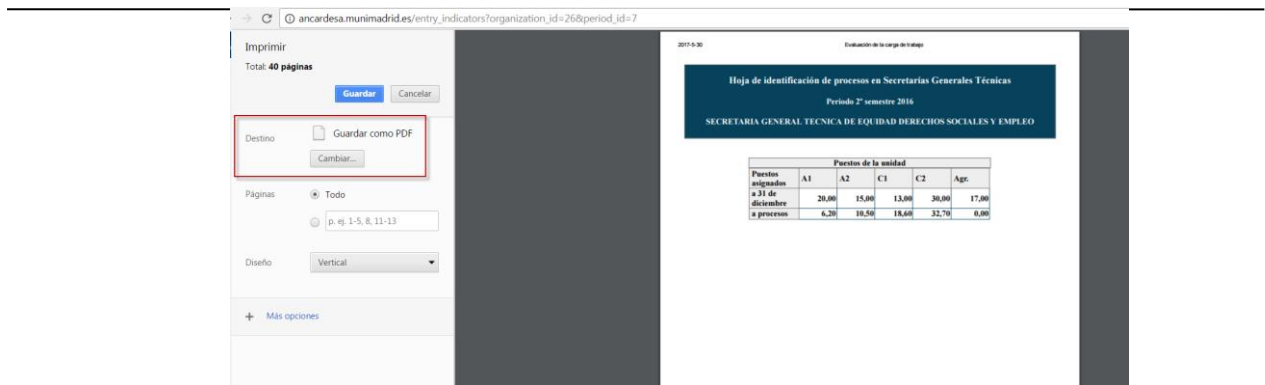 ancardesa.munimadrid.es/entry_indicators?organization_id=26&period_id=7
Imprimir
Total: 40 páginas
Guardar Cancelar
Destino Guardar como PDF
Cambiar...
Páginas Todo
p. ej. 1-5, 8, 11-13
Diseño Vertical
+ Más opciones
2017-5-30 Evaluación de la carga de trabajo
Hoja de identificación de procesos en Secretarías Generales Técnicas
Periodo 2º semestre 2016
SECRETARIA GENERAL TECNICA DE EQUIDAD DERECHOS SOCIALES Y EMPLEO
Puestos de la unidad
Puestos asignados A1 A2 C1 C2 Agr.
a 31 de diciembre 20,00 15,00 13,00 30,00 17,00
a procesos 6,20 10,50 18,60 32,70 0,00